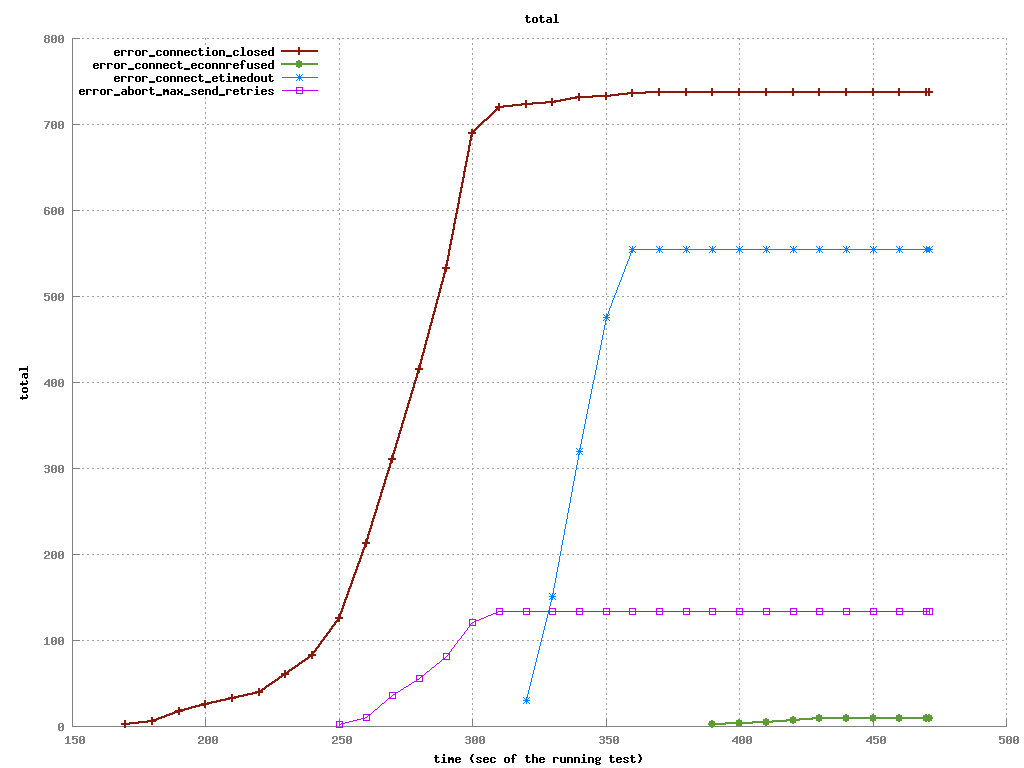 total
800
700
600
500
400
300
200
100
0
error_connection_closed
error_connect_econnrefused
error_connect_etimedout
error_abort_max_send_retries
total
150 200 250 300 350 400 450 500
time (sec of the running test)